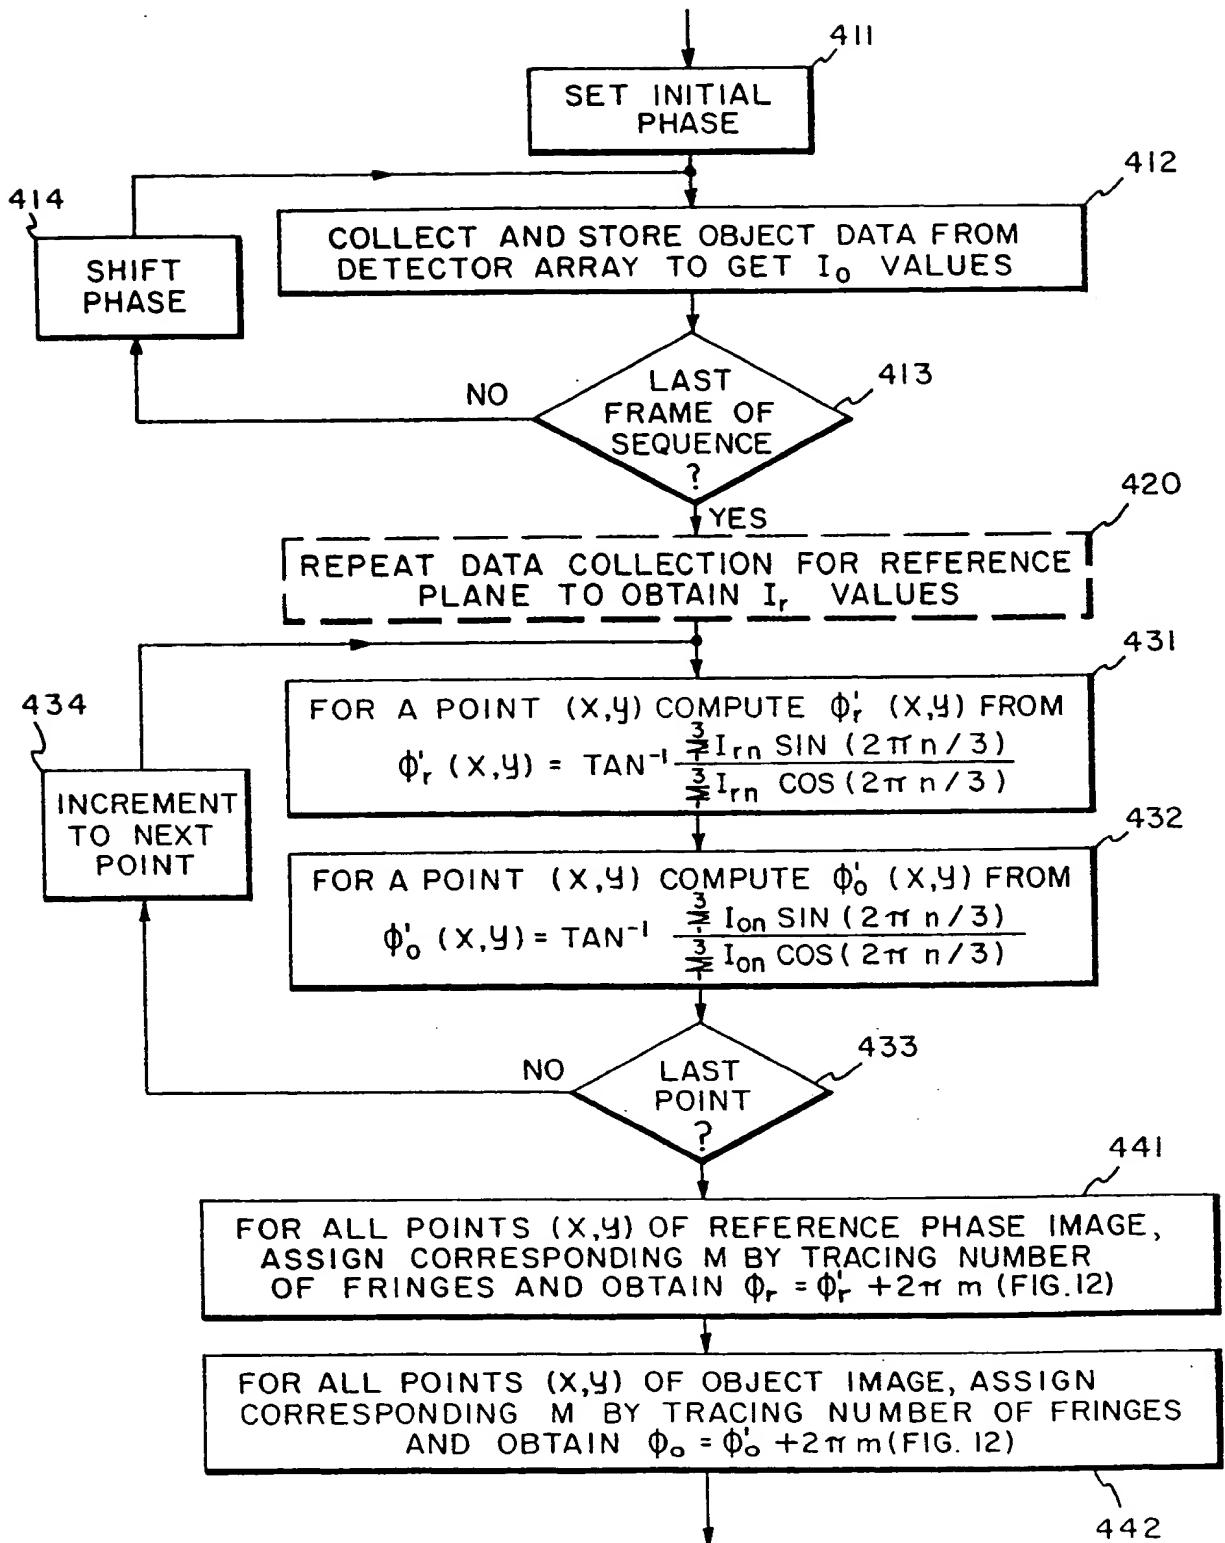 411
SET INITIAL
PHASE
412
414
COLLECT AND STORE OBJECT DATA FROM
DETECTOR ARRAY TO GET Iₒ VALUES
SHIFT
PHASE
413
NO
LAST
FRAME OF
SEQUENCE
?
420
YES
REPEAT DATA COLLECTION FOR REFERENCE
PLANE TO OBTAIN Iᵣ VALUES
431
434
FOR A POINT (X,Y) COMPUTE ϕ'ᵣ (X,Y) FROM
ϕ'ᵣ (X,Y) = TAN⁻¹ Σ³₁ Iᵣₙ SIN (2π n/3) / Σ³₁ Iᵣₙ COS (2π n/3)
INCREMENT
TO NEXT
POINT
432
FOR A POINT (X,Y) COMPUTE ϕ'ₒ (X,Y) FROM
ϕ'ₒ (X,Y) = TAN⁻¹ Σ³₁ Iₒₙ SIN (2π n/3) / Σ³₁ Iₒₙ COS (2π n/3)
433
NO
LAST
POINT
?
441
FOR ALL POINTS (X,Y) OF REFERENCE PHASE IMAGE,
ASSIGN CORRESPONDING M BY TRACING NUMBER
OF FRINGES AND OBTAIN ϕᵣ = ϕ'ᵣ + 2π m (FIG.12)
FOR ALL POINTS (X,Y) OF OBJECT IMAGE, ASSIGN
CORRESPONDING M BY TRACING NUMBER OF FRINGES
AND OBTAIN ϕₒ = ϕ'ₒ + 2π m (FIG. 12)
442